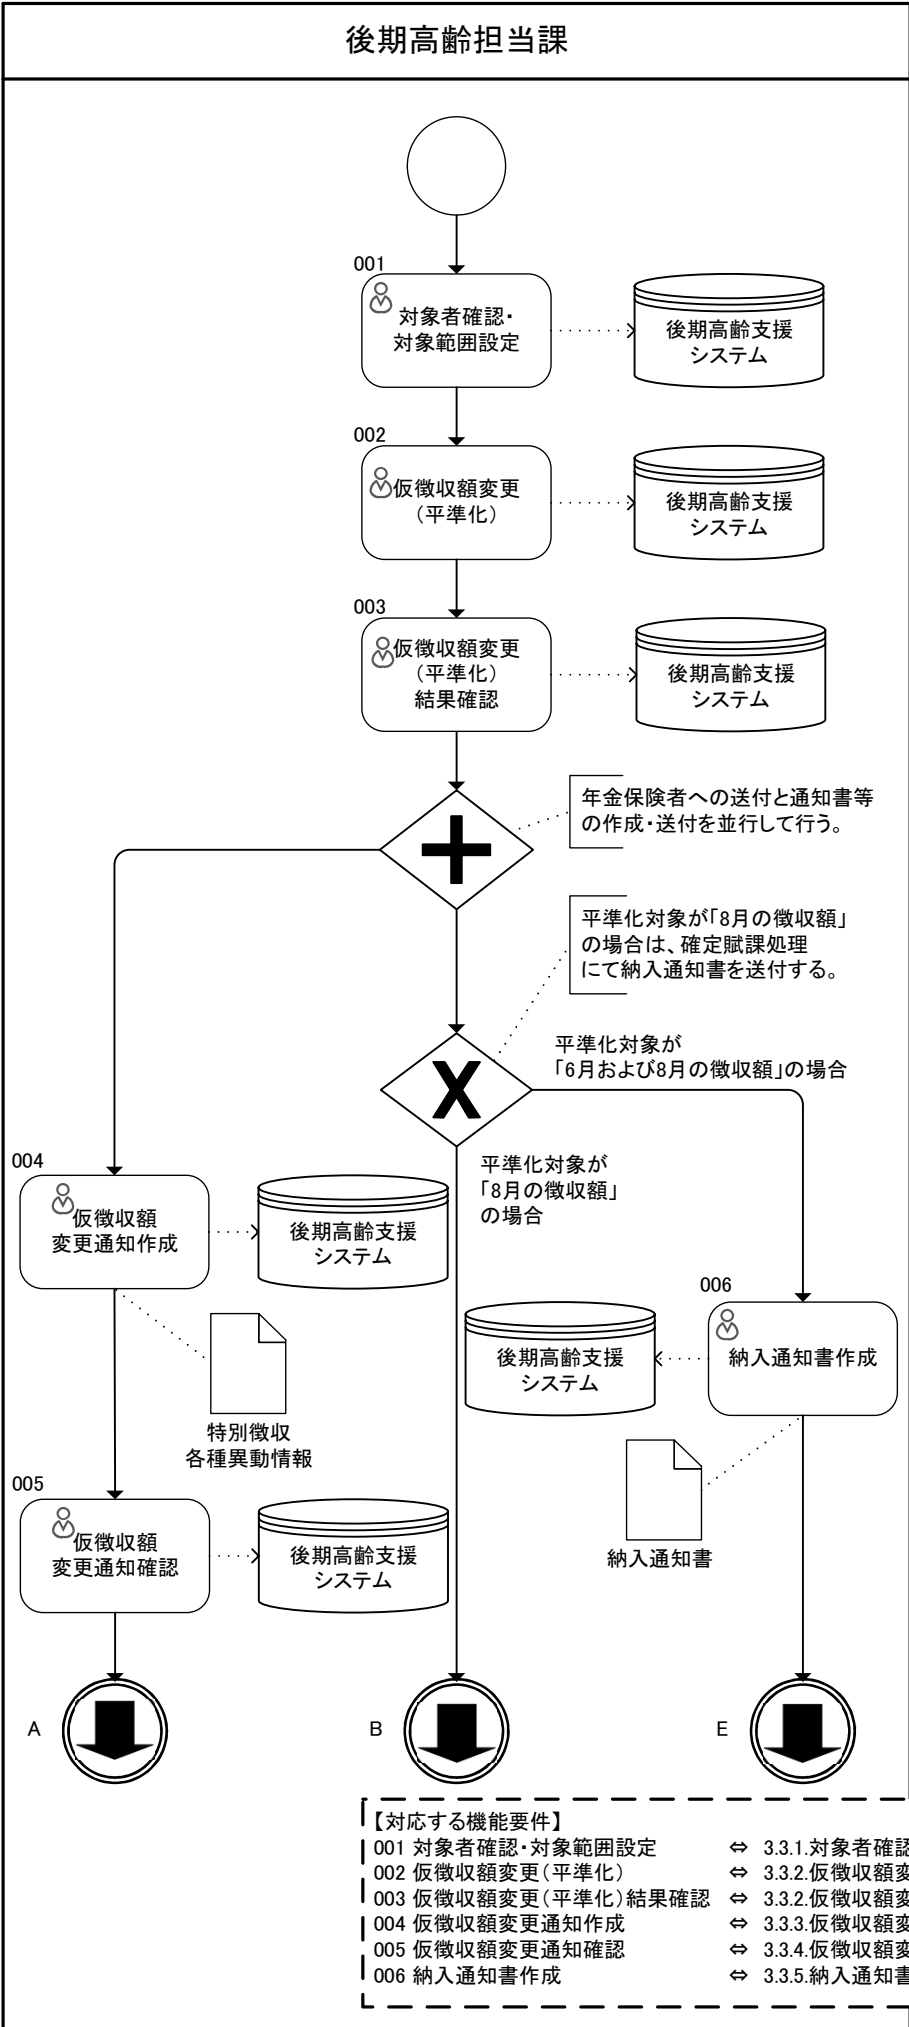 後期高齢担当課
001
対象者確認・
対象範囲設定
後期高齢支援
システム
002
仮徴収額変更
（平準化）
後期高齢支援
システム
003
仮徴収額変更
（平準化）
結果確認
後期高齢支援
システム
年金保険者への送付と通知書等
の作成・送付を並行して行う。
平準化対象が「8月の徴収額」
の場合は、確定賦課処理
にて納入通知書を送付する。
平準化対象が
「6月および8月の徴収額」の場合
平準化対象が
「8月の徴収額」
の場合
004
仮徴収額
変更通知作成
後期高齢支援
システム
特別徴収
各種異動情報
006
納入通知書作成
後期高齢支援
システム
納入通知書
005
仮徴収額
変更通知確認
後期高齢支援
システム
A
B
E
【対応する機能要件】
001 対象者確認・対象範囲設定 ⇔ 3.3.1.対象者確認
002 仮徴収額変更（平準化） ⇔ 3.3.2.仮徴収額変
003 仮徴収額変更（平準化）結果確認 ⇔ 3.3.2.仮徴収額変
004 仮徴収額変更通知作成 ⇔ 3.3.3.仮徴収額変
005 仮徴収額変更通知確認 ⇔ 3.3.4.仮徴収額変
006 納入通知書作成 ⇔ 3.3.5.納入通知書